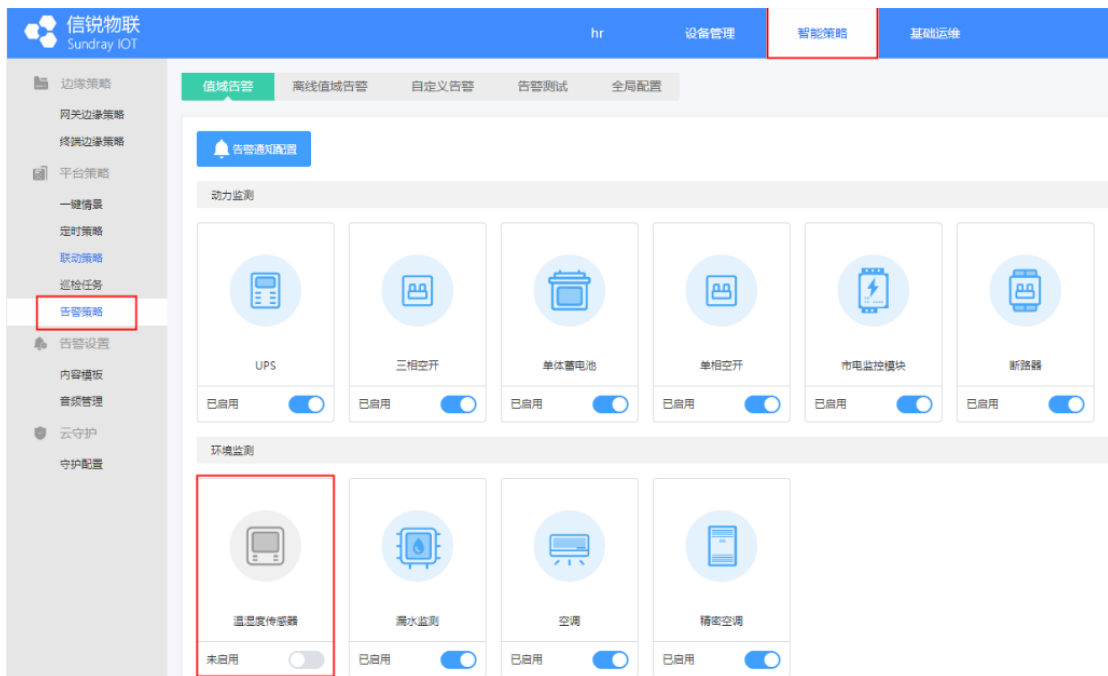 信锐物联
Sundray IOT
hr 设备管理 智能策略 基础运维
边缘策略
网关边缘策略
终端边缘策略
平台策略
一键情景
定时策略
联动策略
巡检任务
告警策略
告警设置
内容模板
音频管理
云守护
守护配置
值域告警 离线值域告警 自定义告警 告警测试 全局配置
告警通知配置
动力监测
UPS 三相空开 单体蓄电池 单相空开 市电监控模块 断路器
已启用 已启用 已启用 已启用 已启用 已启用
环境监测
温湿度传感器 漏水监测 空调 精密空调
未启用 已启用 已启用 已启用